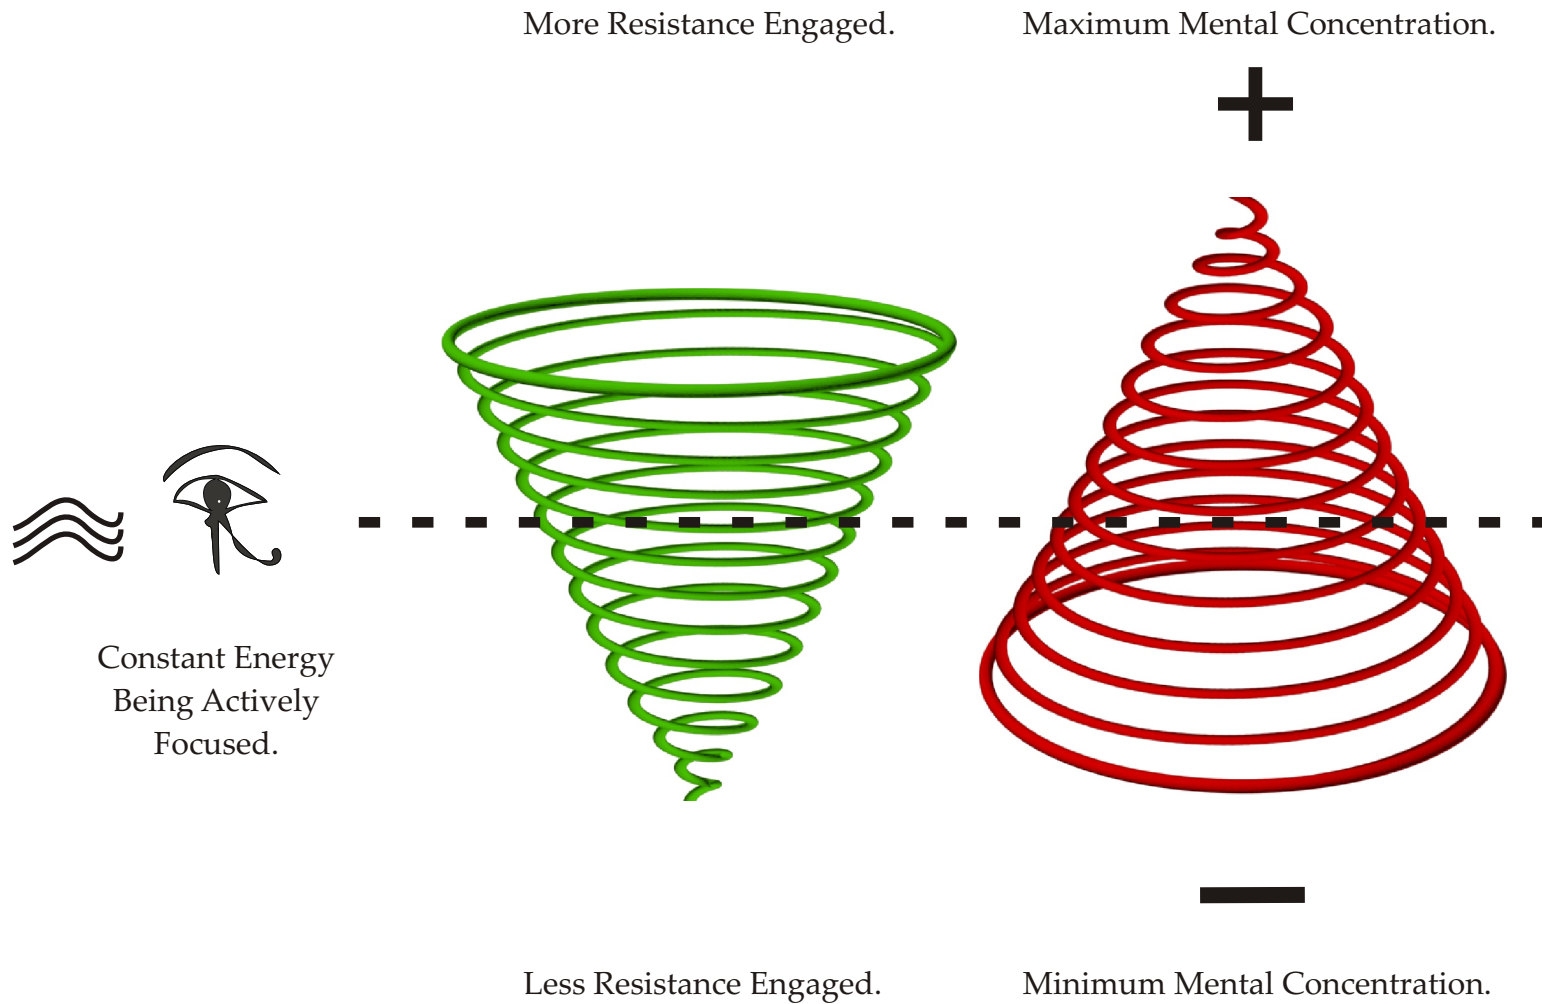 More Resistance Engaged.
Maximum Mental Concentration.
Constant Energy
Being Actively
Focused.
Less Resistance Engaged.
Minimum Mental Concentration.